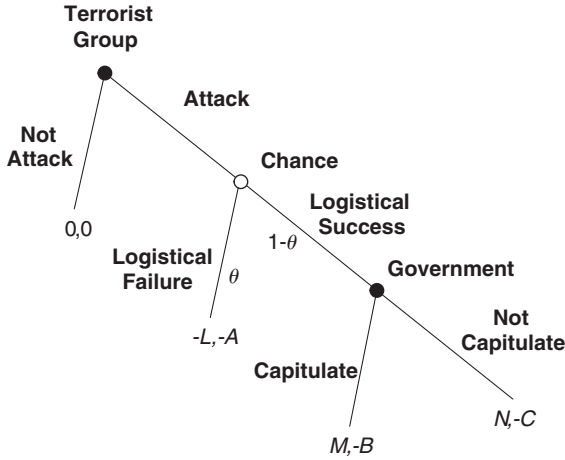 Terrorist
Group
Attack
Not
Attack
Chance
0,0
Logistical
Success
1-θ
Logistical
Failure
θ
Government
-L,-A
Not
Capitulate
Capitulate
N,-C
M,-B